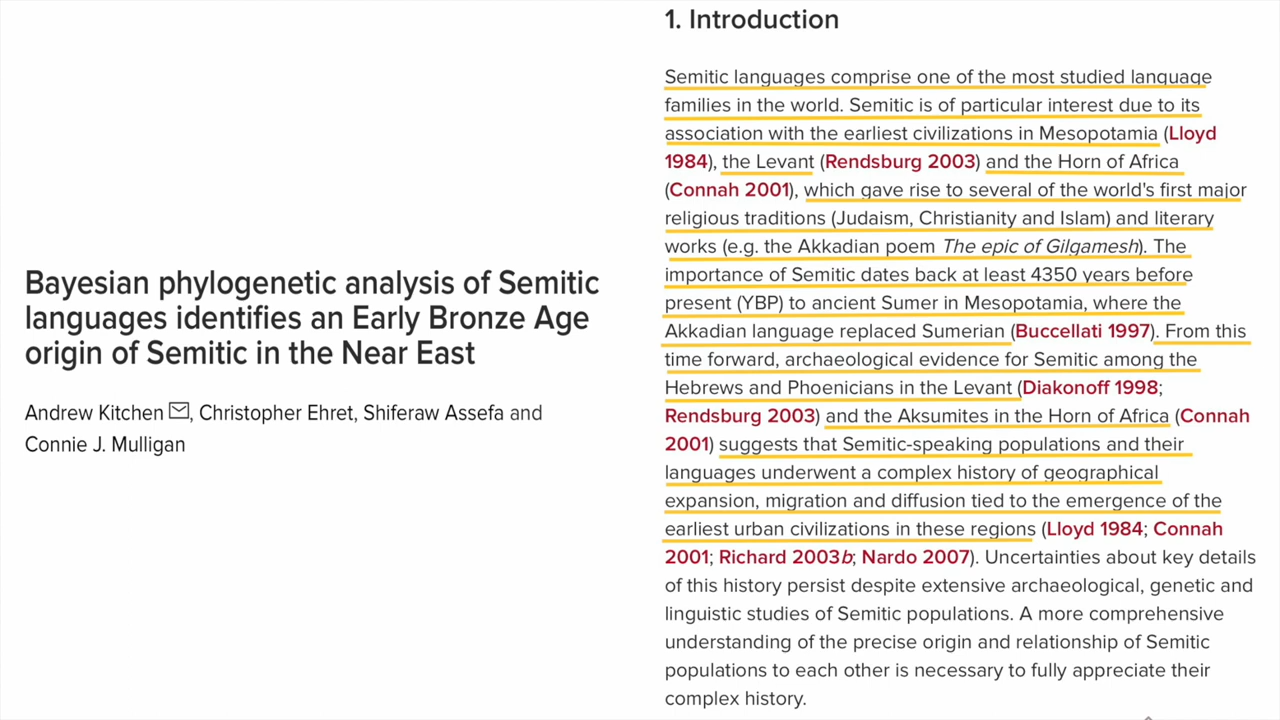 Bayesian phylogenetic analysis of Semitic
languages identifies an Early Bronze Age
origin of Semitic in the Near East
Andrew Kitchen, Christopher Ehret, Shiferaw Assefa and
Connie J. Mulligan
1. Introduction
Semitic languages comprise one of the most studied language
families in the world. Semitic is of particular interest due to its
association with the earliest civilizations in Mesopotamia (Lloyd
1984), the Levant (Rendsburg 2003) and the Horn of Africa
(Connah 2001), which gave rise to several of the world's first major
religious traditions (Judaism, Christianity and Islam) and literary
works (e.g. the Akkadian poem The epic of Gilgamesh). The
importance of Semitic dates back at least 4350 years before
present (YBP) to ancient Sumer in Mesopotamia, where the
Akkadian language replaced Sumerian (Buccellati 1997). From this
time forward, archaeological evidence for Semitic among the
Hebrews and Phoenicians in the Levant (Diakonoff 1998;
Rendsburg 2003) and the Aksumites in the Horn of Africa (Connah
2001) suggests that Semitic-speaking populations and their
languages underwent a complex history of geographical
expansion, migration and diffusion tied to the emergence of the
earliest urban civilizations in these regions (Lloyd 1984; Connah
2001; Richard 2003b; Nardo 2007). Uncertainties about key details
of this history persist despite extensive archaeological, genetic and
linguistic studies of Semitic populations. A more comprehensive
understanding of the precise origin and relationship of Semitic
populations to each other is necessary to fully appreciate their
complex history.